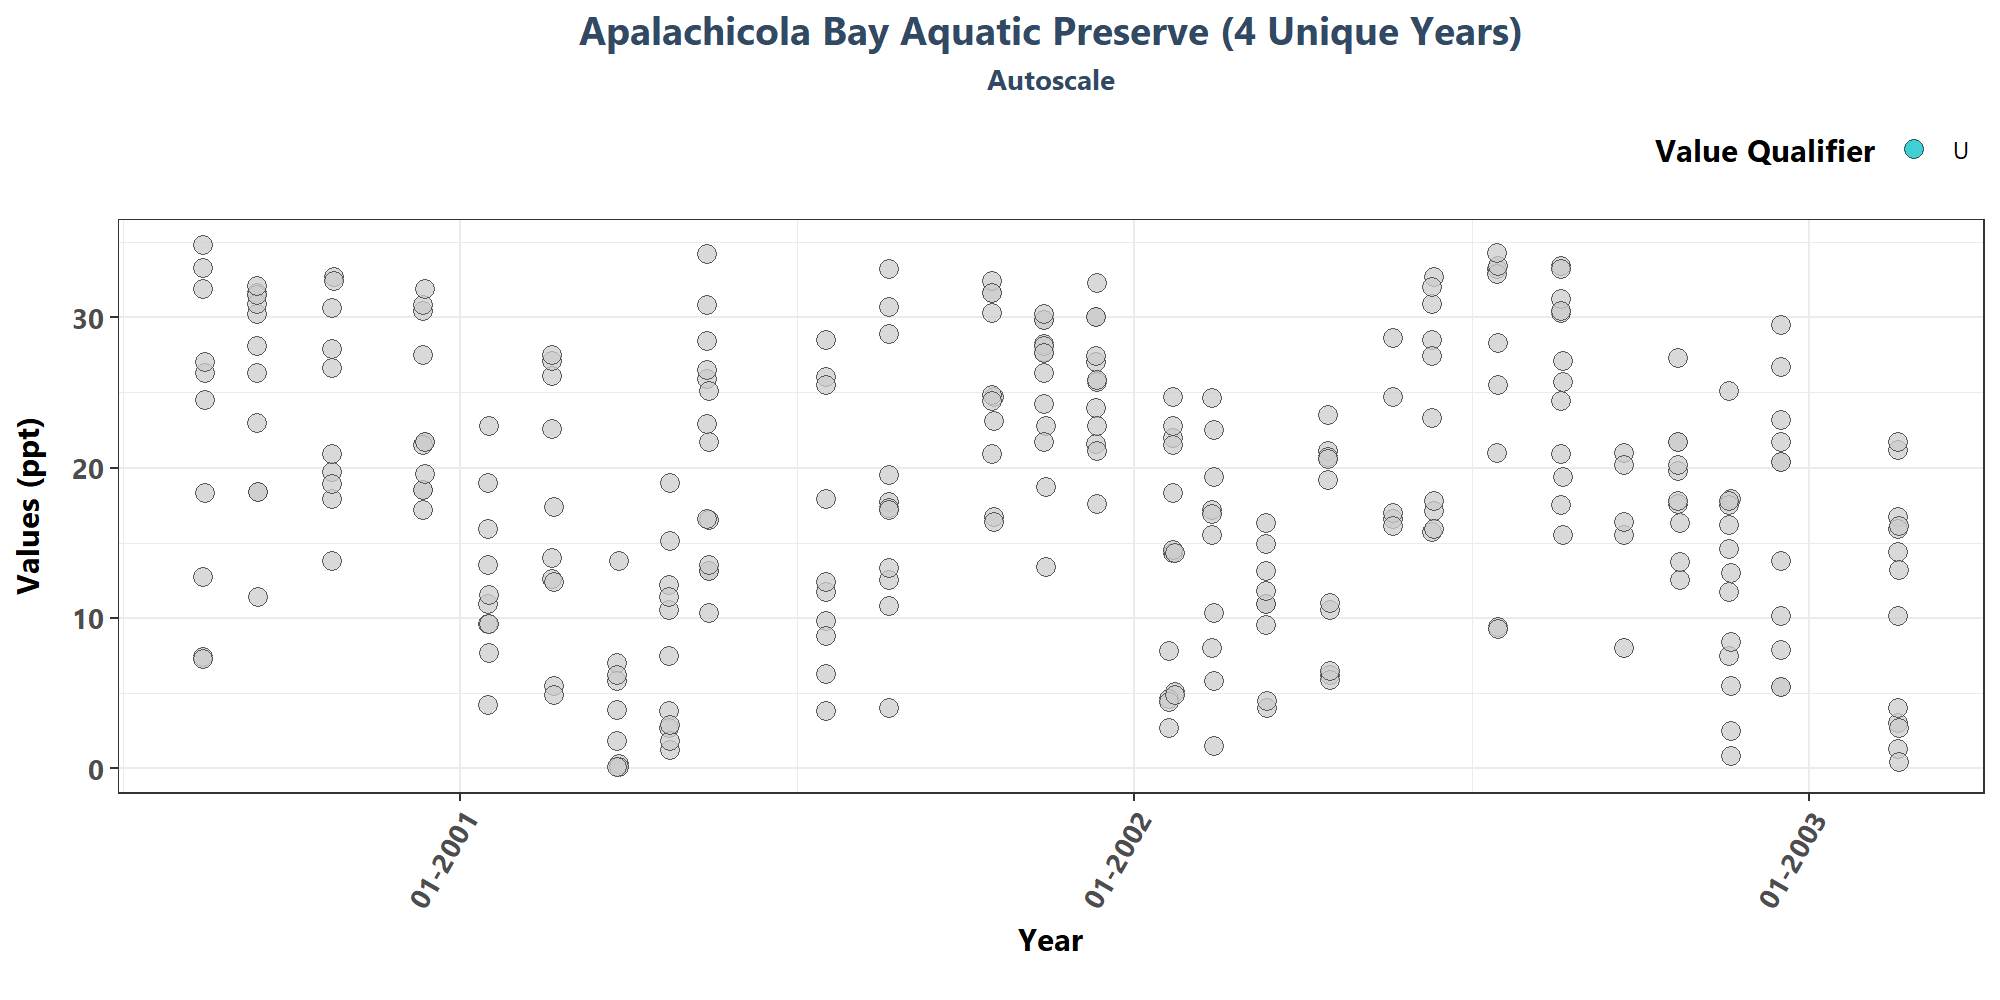 Apalachicola Bay Aquatic Preserve (4 Unique Years)
Autoscale
Value Qualifier U
Values (ppt)
30
20
10
0
01-2001 01-2002 01-2003
Year